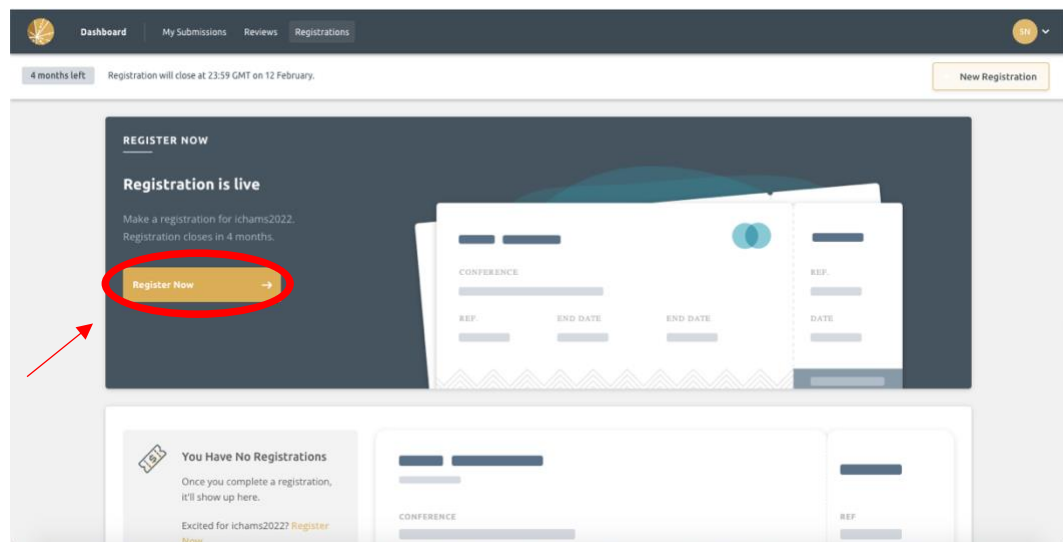 Dashboard My Submissions Reviews Registrations SN
4 months left Registration will close at 23:59 GMT on 12 February. New Registration
REGISTER NOW
Registration is live
Make a registration for ichams2022.
Registration closes in 4 months.
Register Now →
CONFERENCE REF.
REF. END DATE END DATE DATE
You Have No Registrations
Once you complete a registration,
it'll show up here.
Excited for ichams2022? Register
Now
CONFERENCE REF